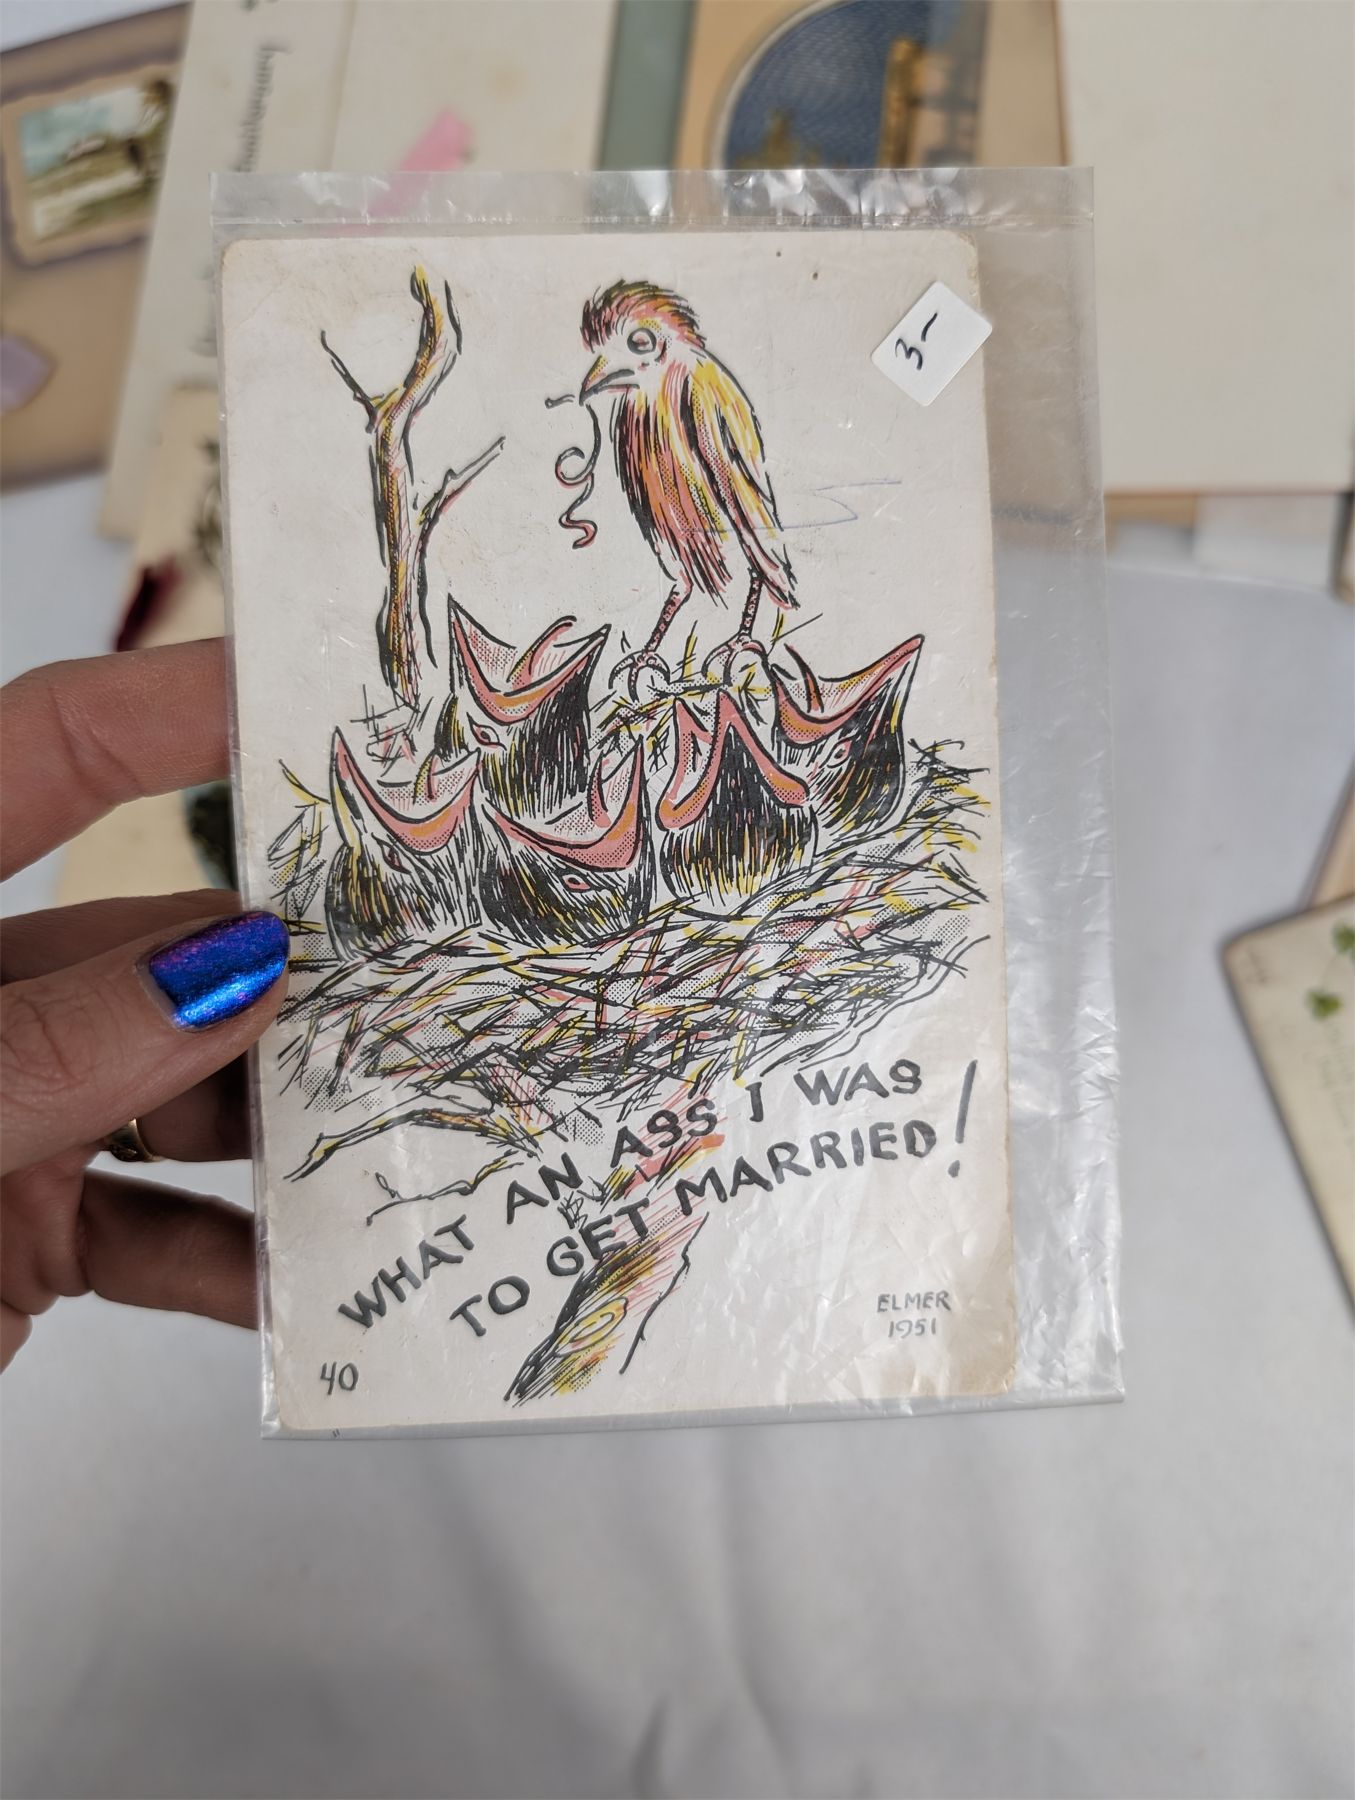 3-
WHAT AN ASS I WAS
TO GET MARRIED!
ELMER
1951
40